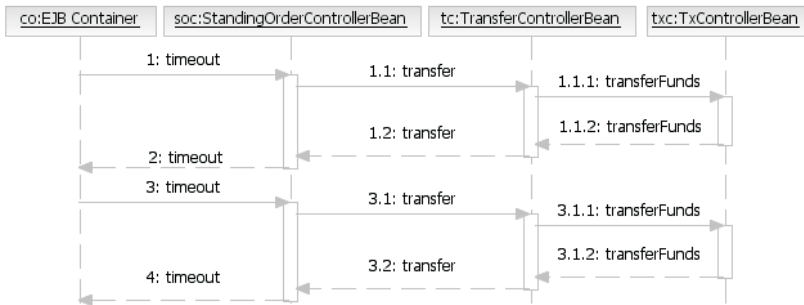 co:EJB Container
soc:StandingOrderControllerBean
tc:TransferControllerBean
txc:TxControllerBean
1: timeout
1.1: transfer
1.1.1: transferFunds
1.1.2: transferFunds
1.2: transfer
2: timeout
3: timeout
3.1: transfer
3.1.1: transferFunds
3.1.2: transferFunds
3.2: transfer
4: timeout